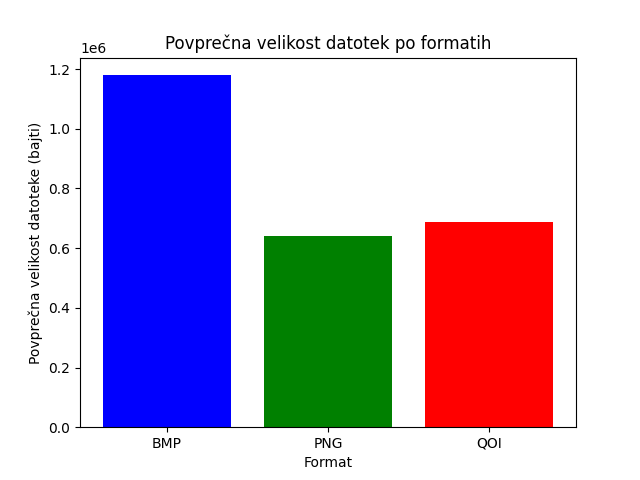 Povprečna velikost datotek po formatih
1e6
1.2
1.0
0.8
0.6
0.4
0.2
0.0
Povprečna velikost datoteke (bajti)
BMP
PNG
QOI
Format